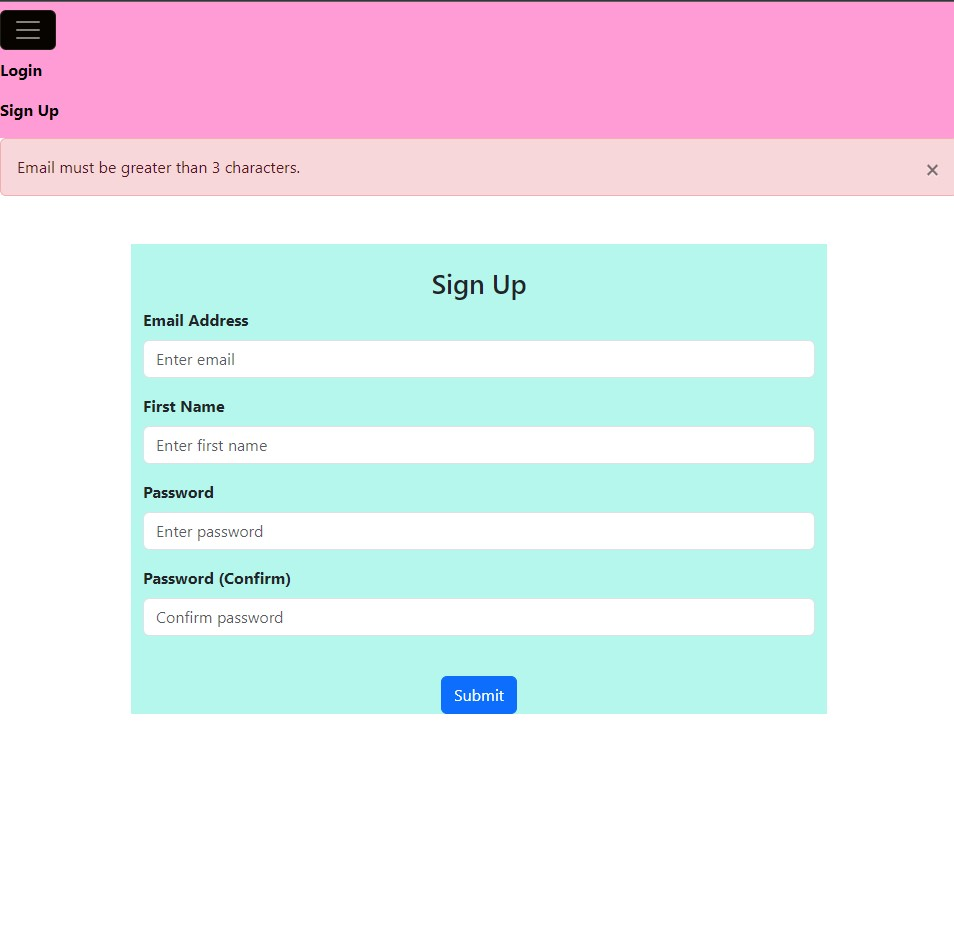 Login
Sign Up
Email must be greater than 3 characters.
Sign Up
Email Address
Enter email
First Name
Enter first name
Password
Enter password
Password (Confirm)
Confirm password
Submit